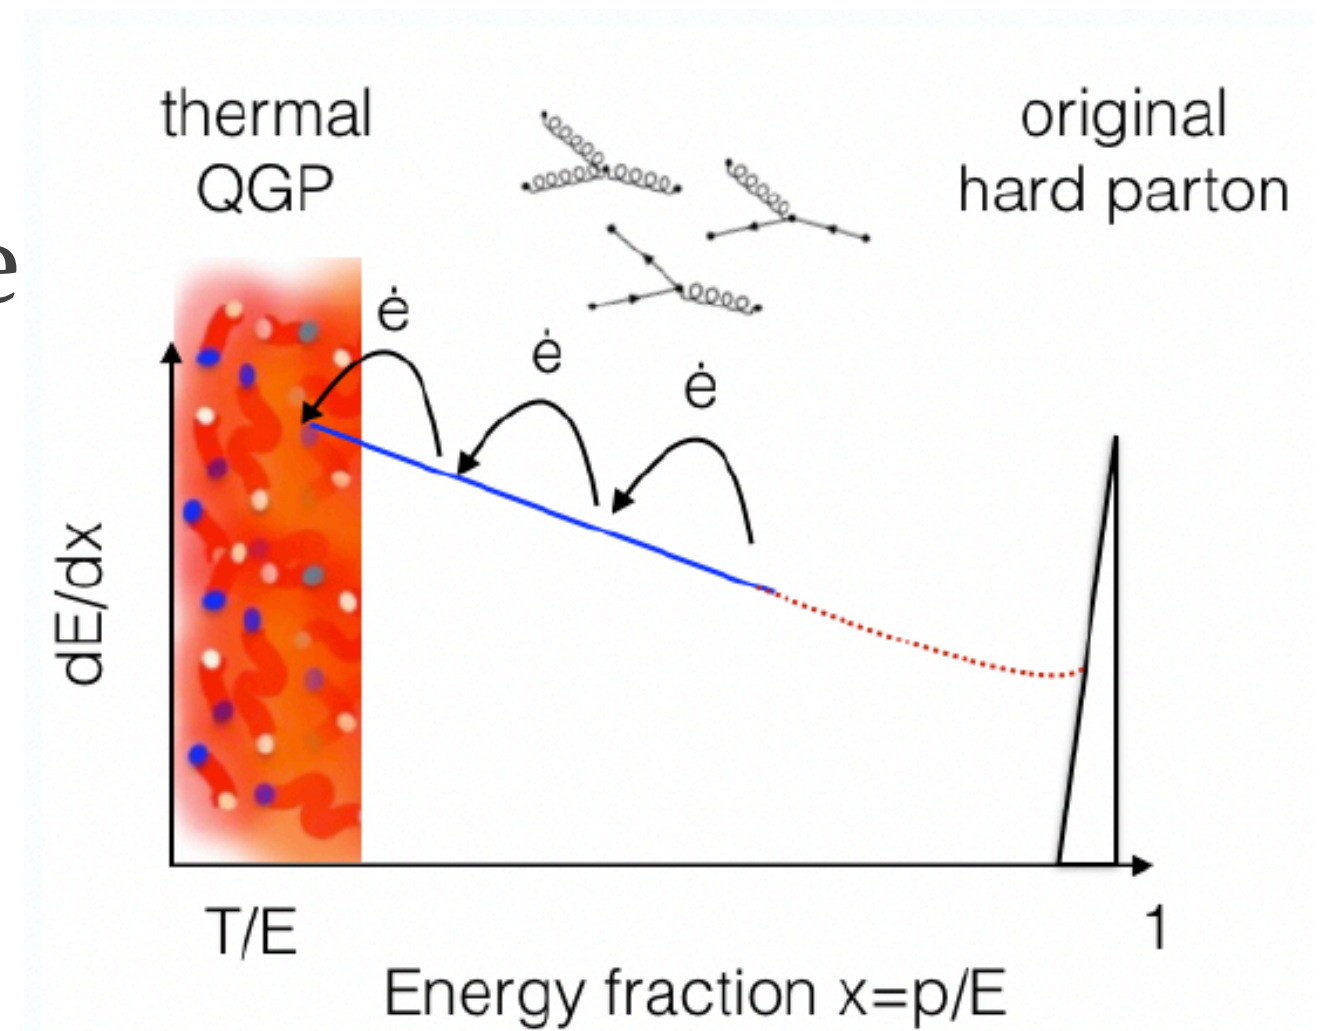 thermal
QGP
original
hard parton
e
ė
ė
ė
dE/dx
T/E
1
Energy fraction x=p/E